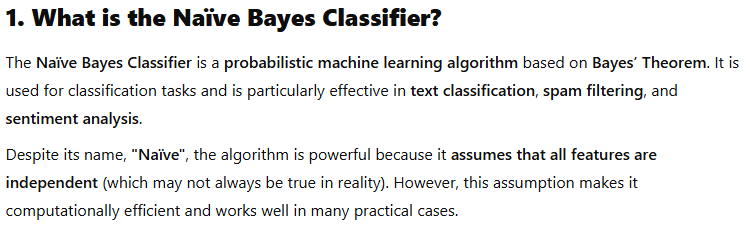 1. What is the Naïve Bayes Classifier?
The Naïve Bayes Classifier is a probabilistic machine learning algorithm based on Bayes’ Theorem. It is
used for classification tasks and is particularly effective in text classification, spam filtering, and
sentiment analysis.
Despite its name, "Naïve", the algorithm is powerful because it assumes that all features are
independent (which may not always be true in reality). However, this assumption makes it
computationally efficient and works well in many practical cases.